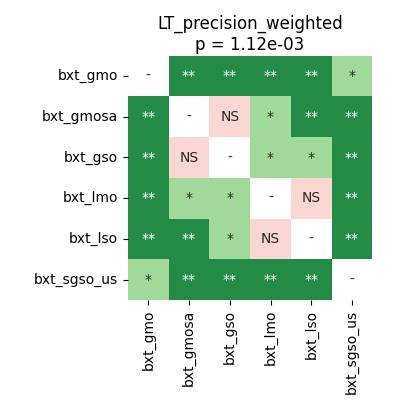 LT_precision_weighted
p = 1.12e-03
bxt_gmo - ** ** ** ** *
bxt_gmosa ** - NS * ** **
bxt_gso ** NS - * * **
bxt_lmo ** * * - NS **
bxt_lso ** ** * NS - **
bxt_sgso_us * ** ** ** ** -
bxt_gmo
bxt_gmosa
bxt_gso
bxt_lmo
bxt_lso
bxt_sgso_us